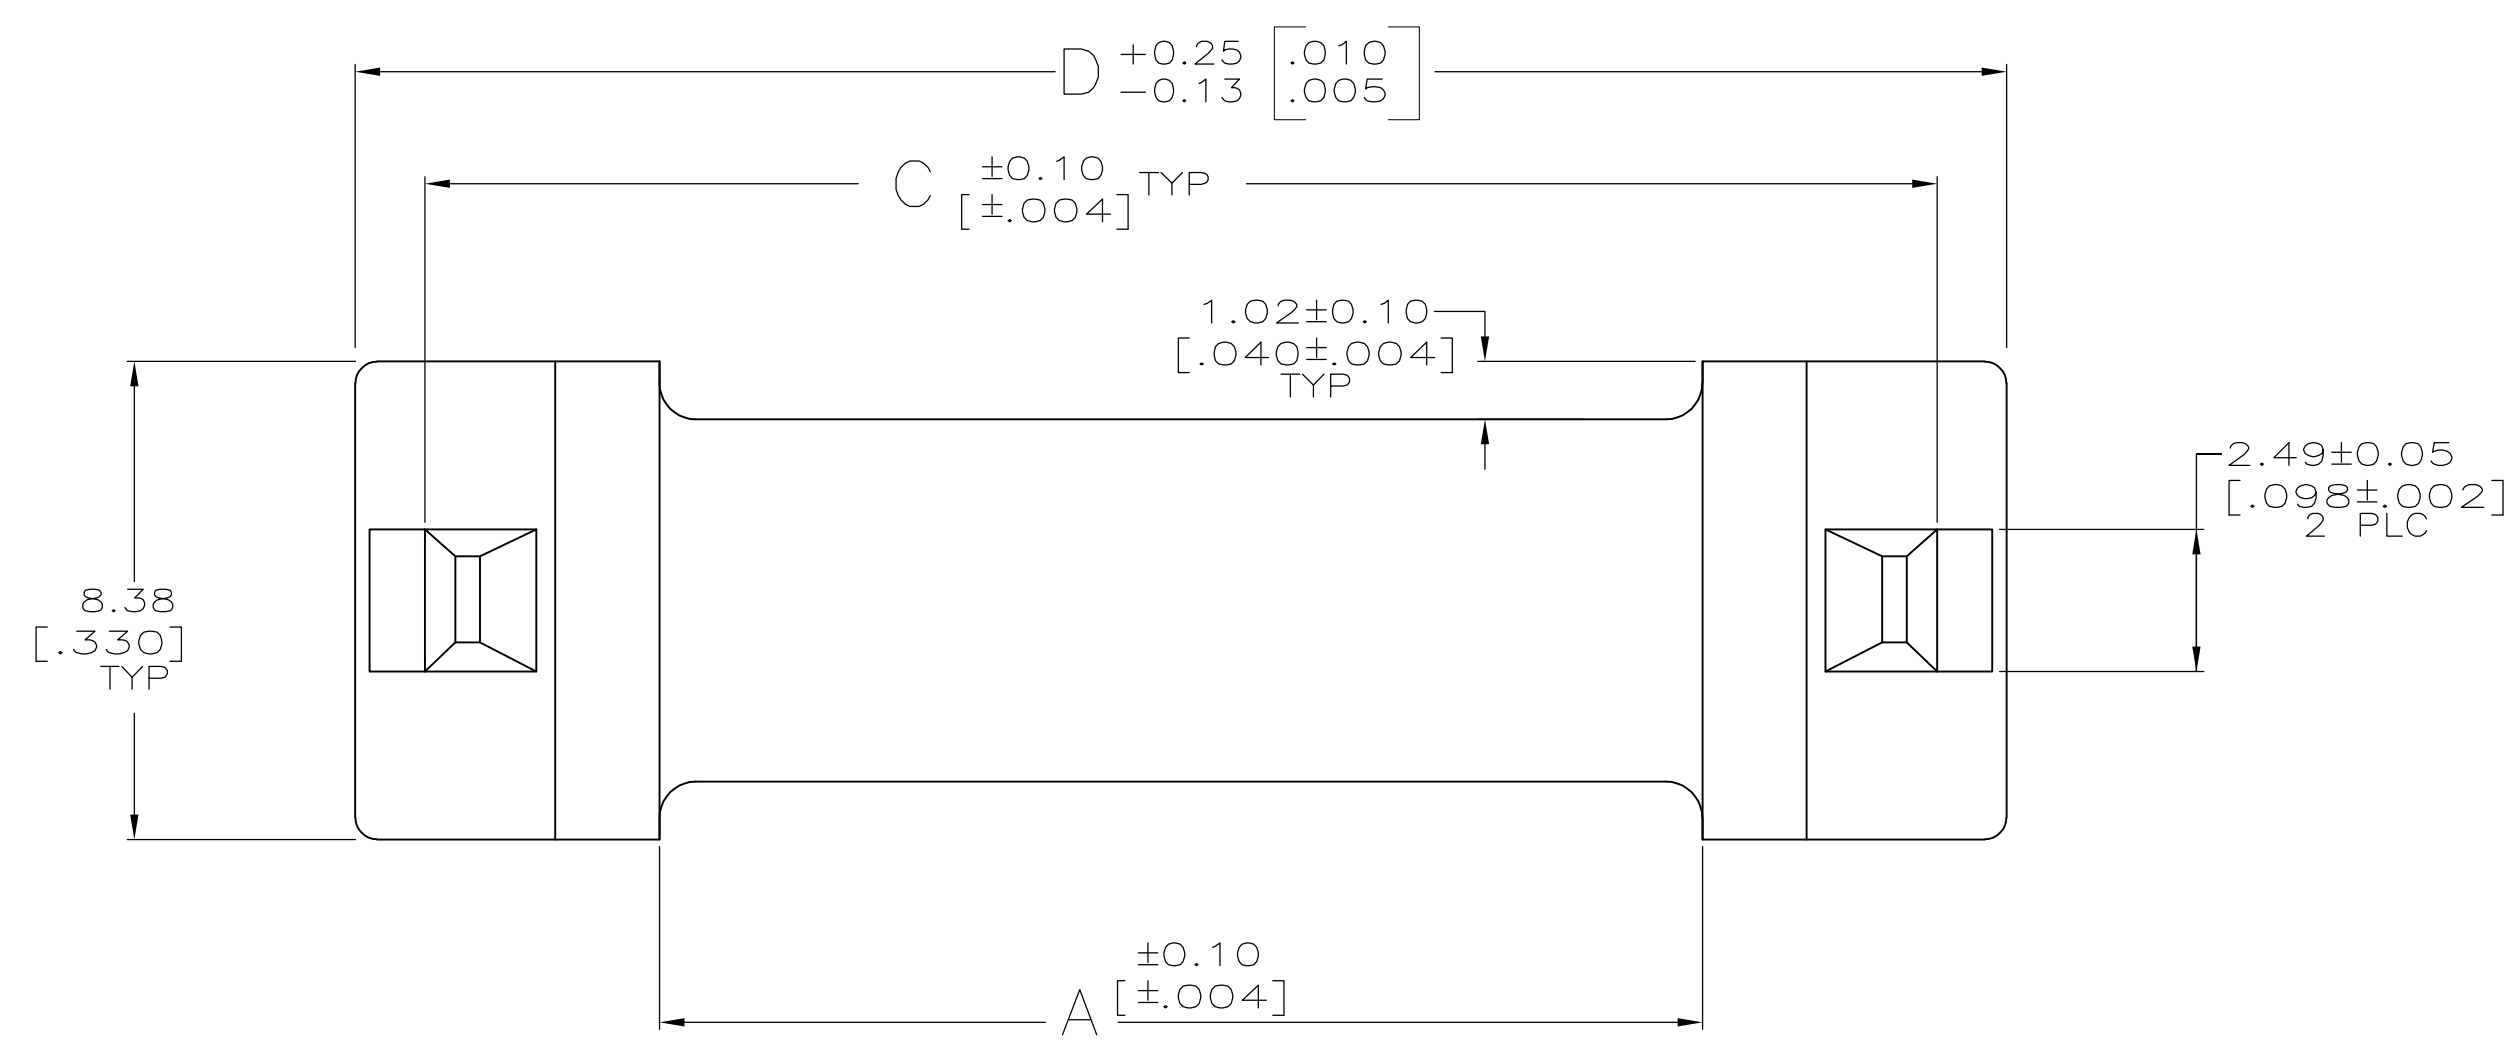 D +0.25 [.010
-0.13 .005]
C ±0.10 TYP
[±.004]
1.02±0.10
[.040±.004]
TYP
2.49±0.05
[.098±.002]
2 PLC
8.38
[.330]
TYP
±0.10
A [±.004]